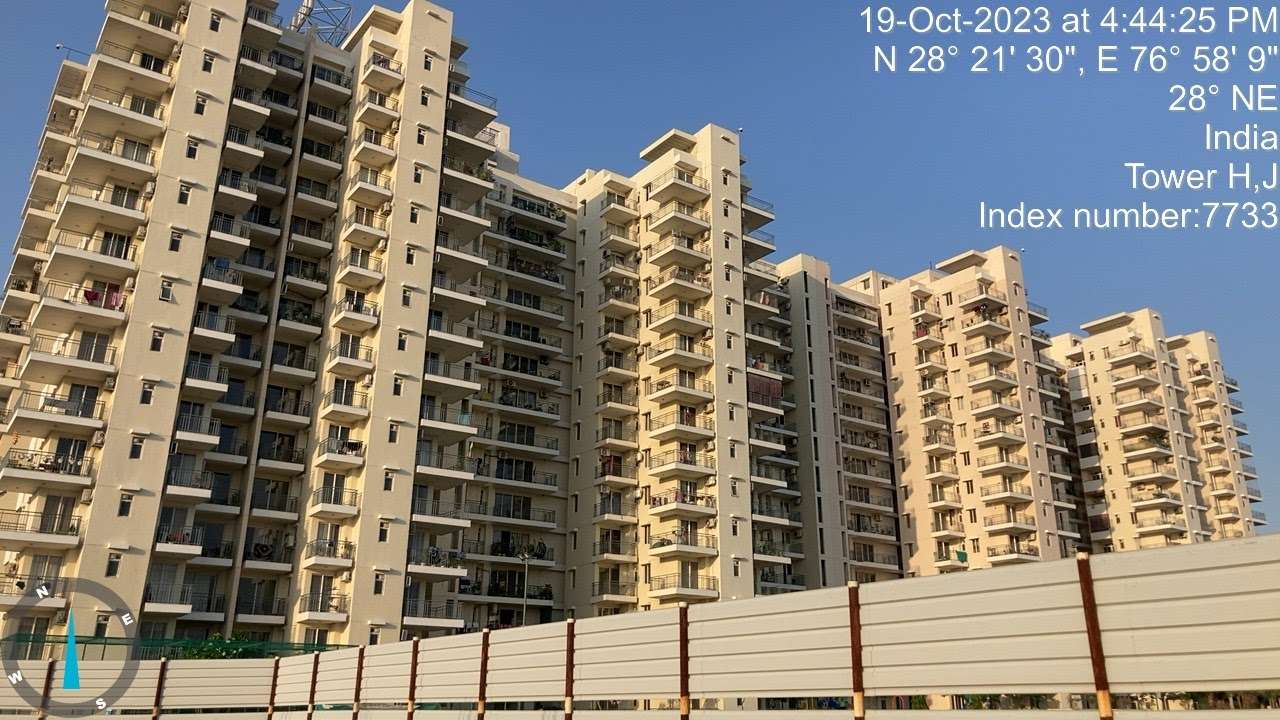 19-Oct-2023 at 4:44:25 PM
N 28° 21' 30", E 76° 58' 9"
28° NE
India
Tower H,J
Index number:7733
N
E
W
S